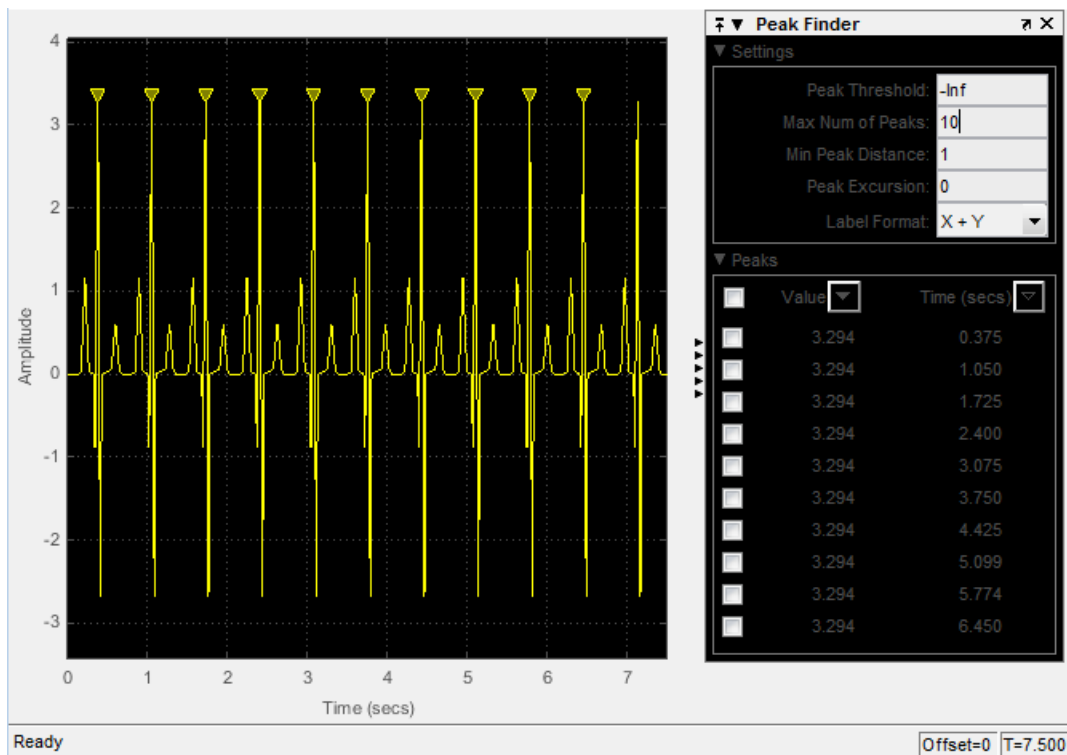 4
3
2
1
0
-1
-2
-3
Amplitude
0 1 2 3 4 5 6 7
Time (secs)
Peak Finder
Settings
Peak Threshold: -Inf
Max Num of Peaks: 10
Min Peak Distance: 1
Peak Excursion: 0
Label Format: X + Y
Peaks
Value Time (secs)
3.294 0.375
3.294 1.050
3.294 1.725
3.294 2.400
3.294 3.075
3.294 3.750
3.294 4.425
3.294 5.099
3.294 5.774
3.294 6.450
Ready Offset=0 T=7.500